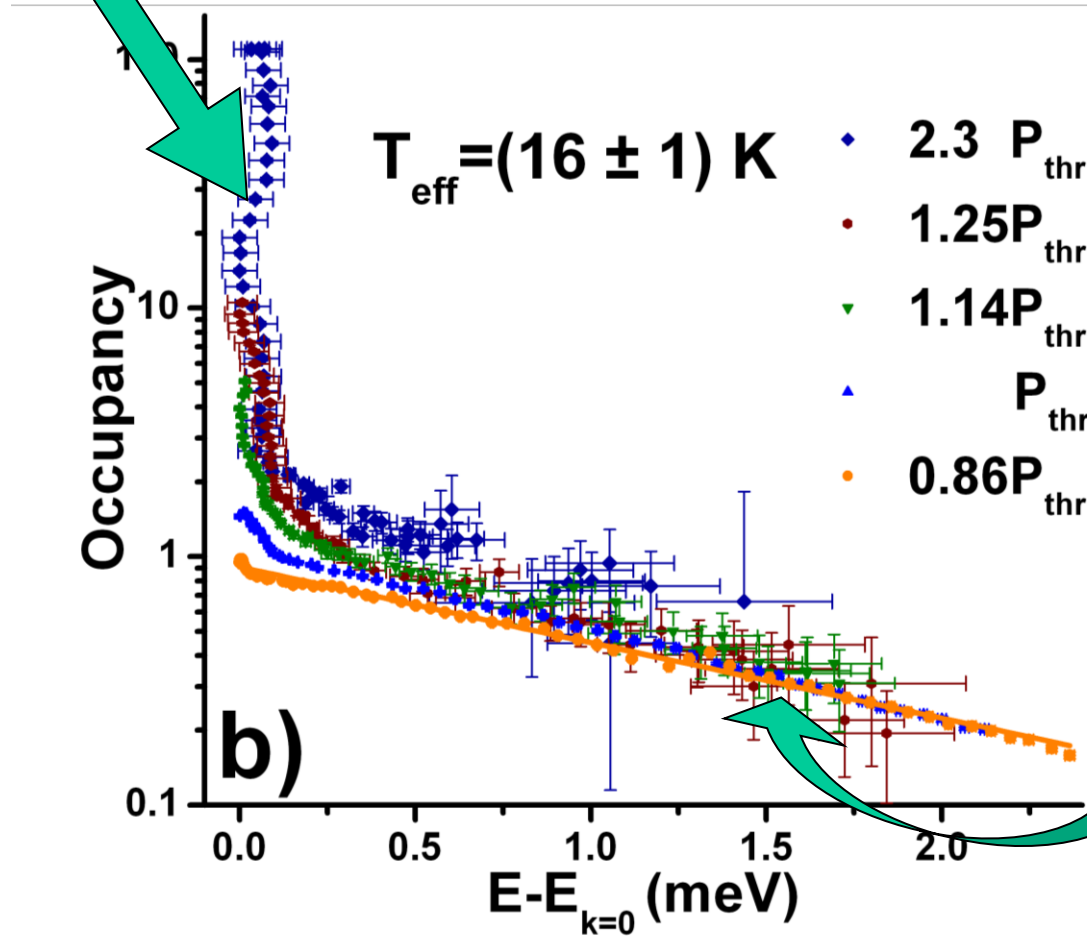 T_eff=(16 ± 1) K
2.3 P_thr
1.25P_thr
1.14P_thr
P_thr
0.86P_thr
Occupancy
10
1
0.1
b)
0.0 0.5 1.0 1.5 2.0
E-E_k=0 (meV)